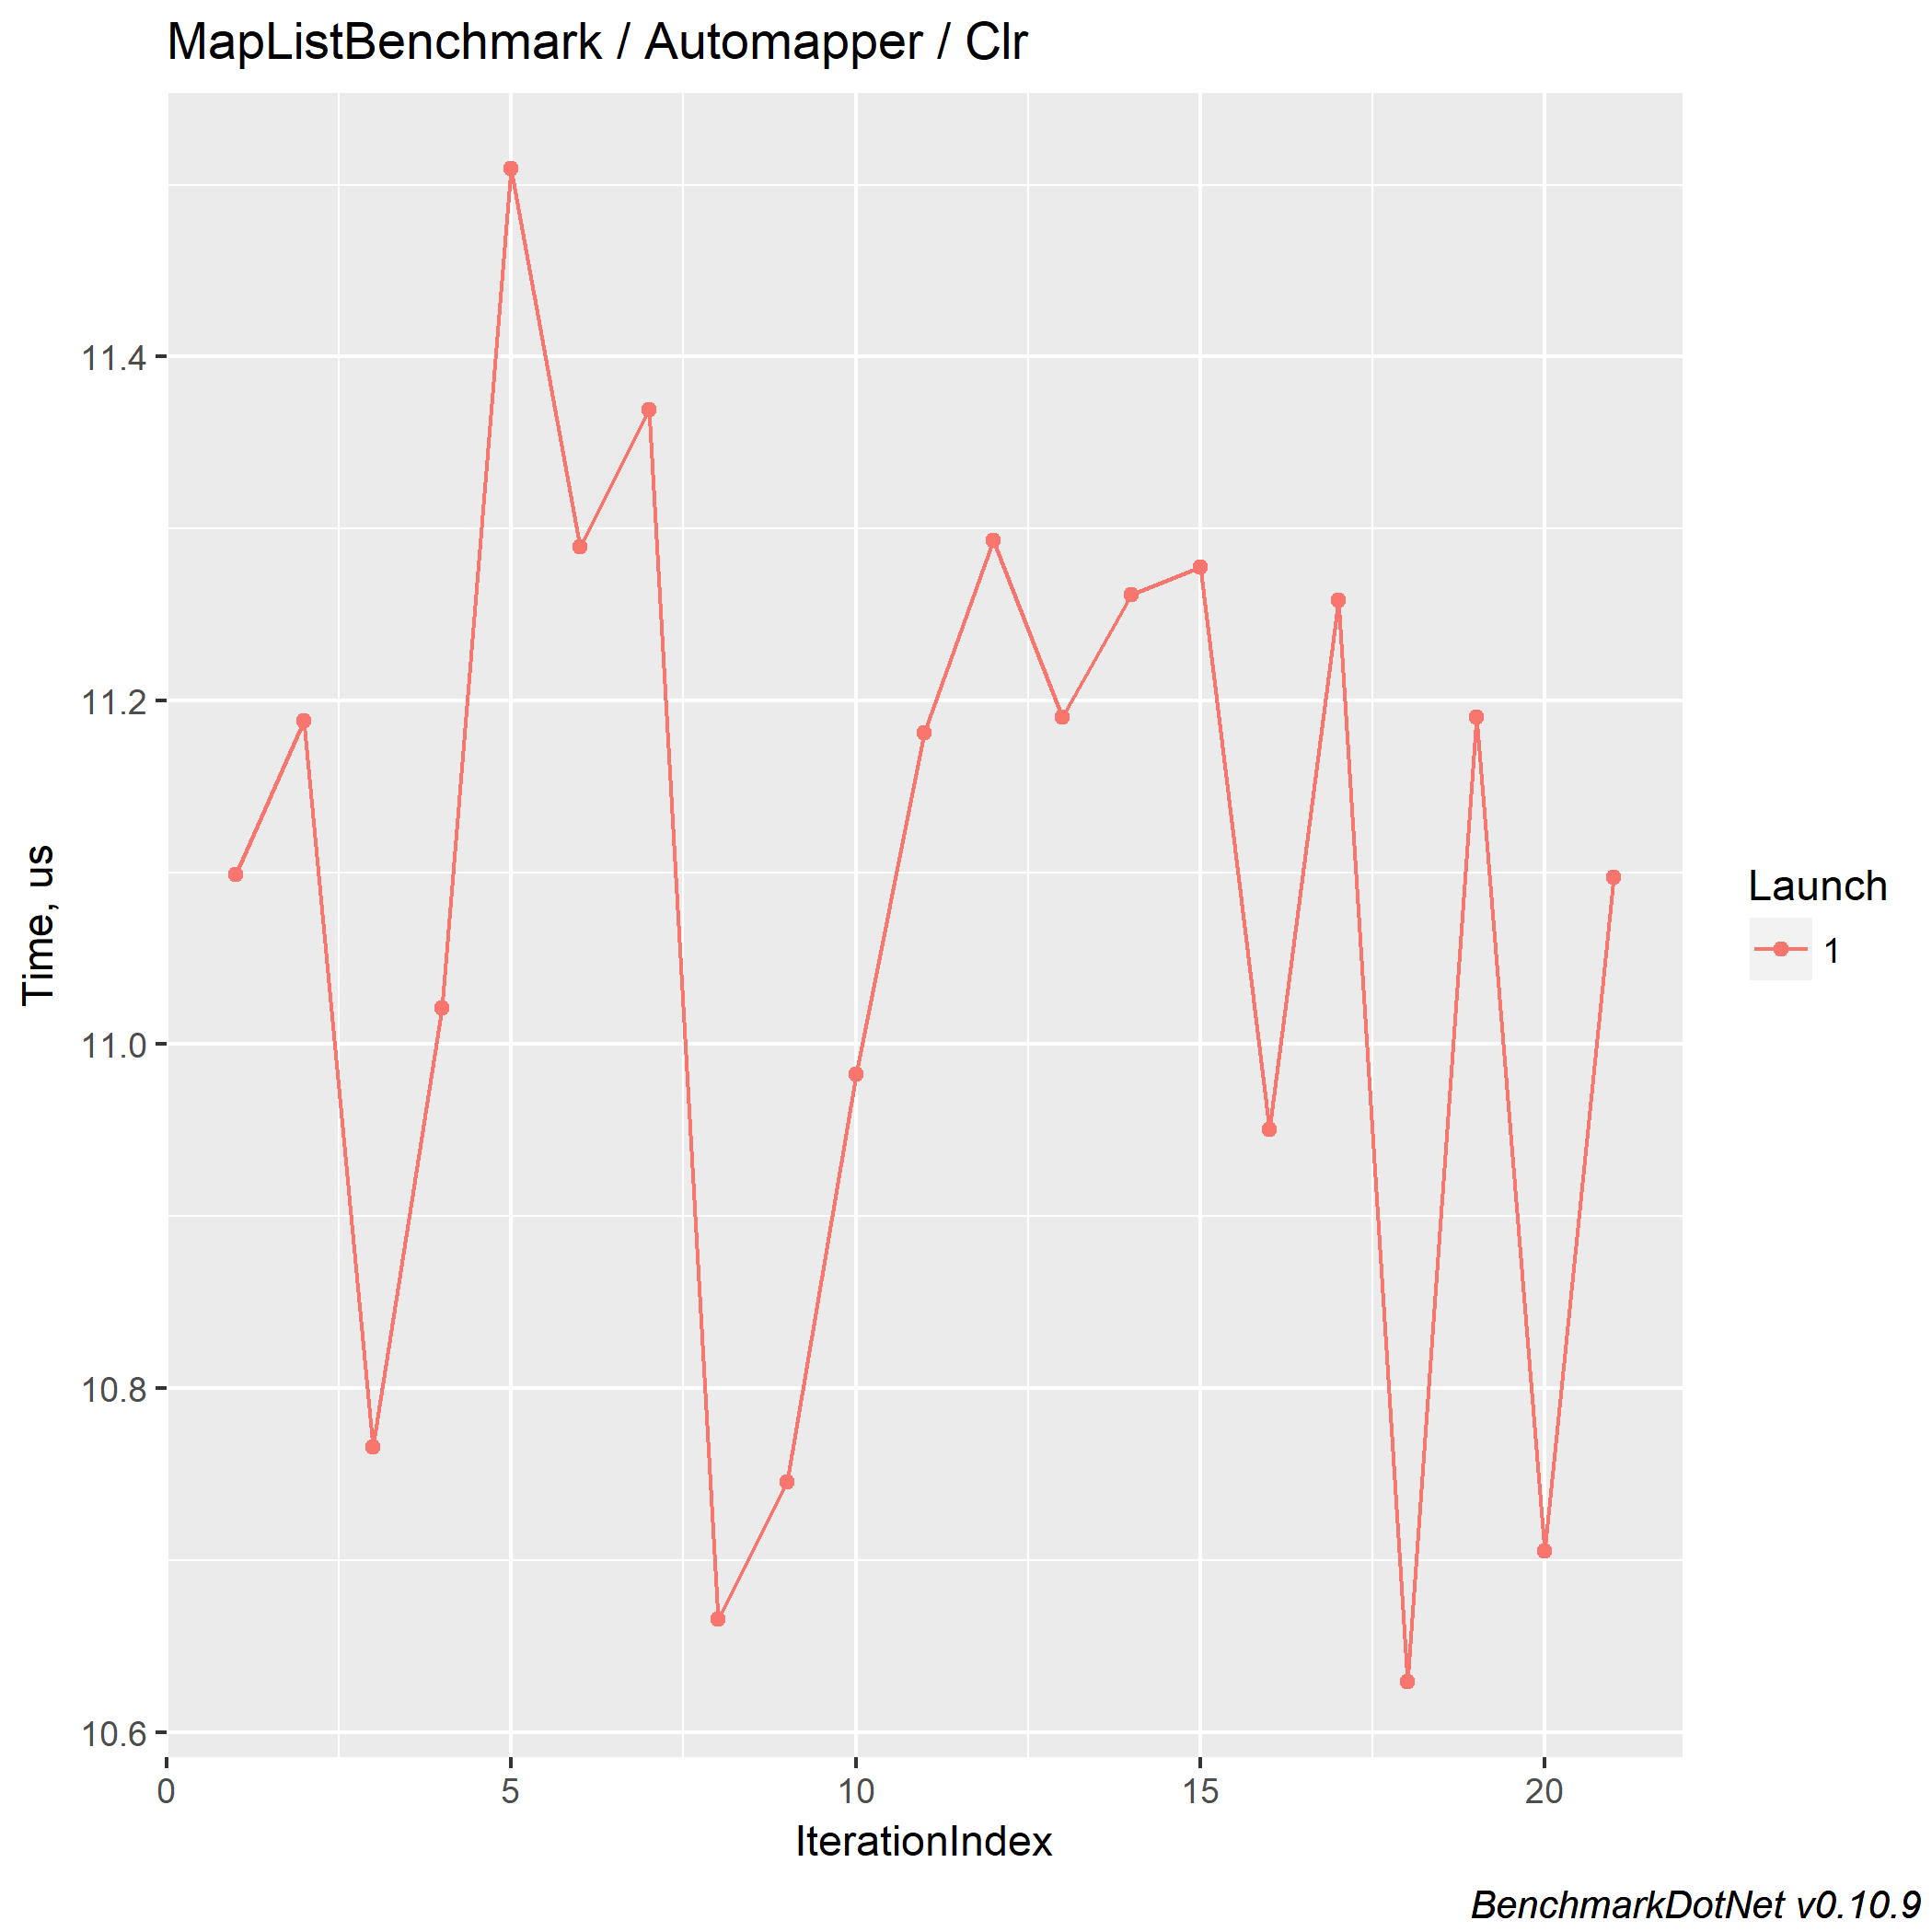 MapListBenchmark / Automapper / Clr
Time, us
11.4
11.2
11.0
10.8
10.6
0 5 10 15 20
IterationIndex
Launch
1
BenchmarkDotNet v0.10.9